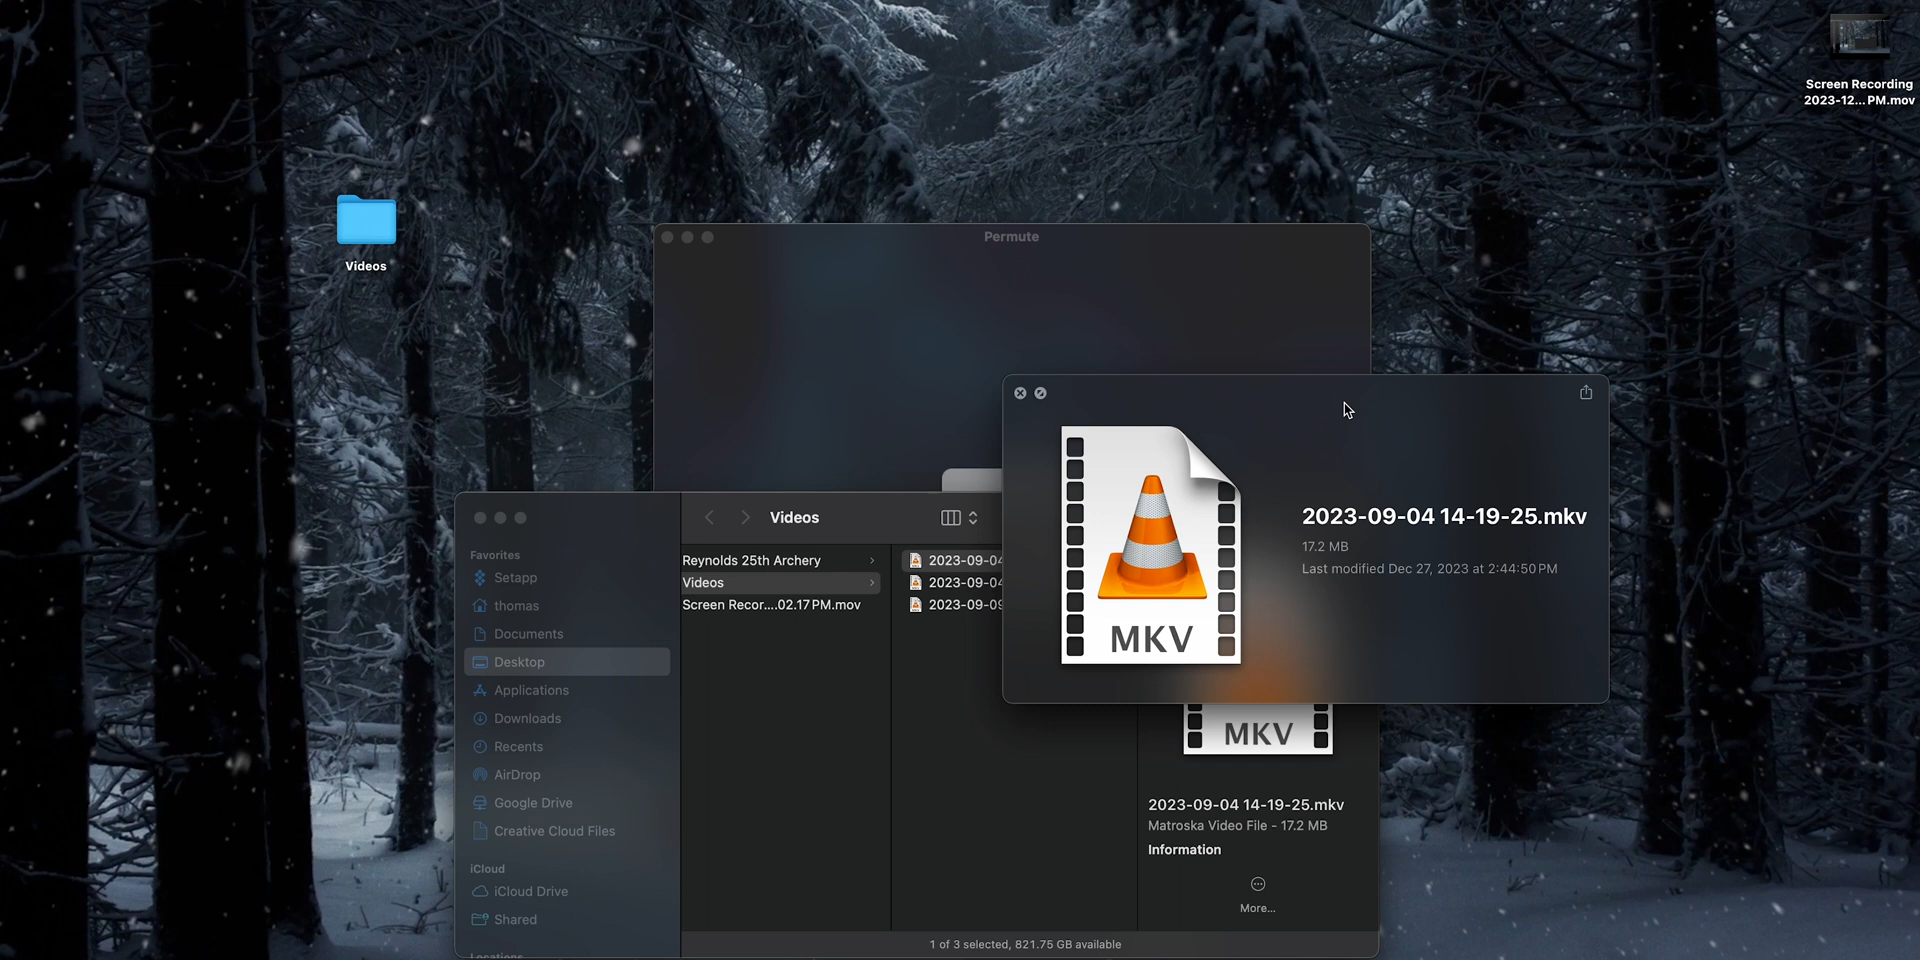 Screen Recording
2023-12...PM.mov
Videos
Permute
2023-09-04 14-19-25.mkv
17.2 MB
Last modified Dec 27, 2023 at 2:44:50 PM
MKV
Videos
Favorites
Setapp
thomas
Documents
Desktop
Applications
Downloads
Recents
AirDrop
Google Drive
Creative Cloud Files
iCloud
iCloud Drive
Shared
Locations
Reynolds 25th Archery
Videos
Screen Recor....02.17 PM.mov
2023-09-04
2023-09-04
2023-09-09
MKV
2023-09-04 14-19-25.mkv
Matroska Video File - 17.2 MB
Information
More...
1 of 3 selected, 821.75 GB available